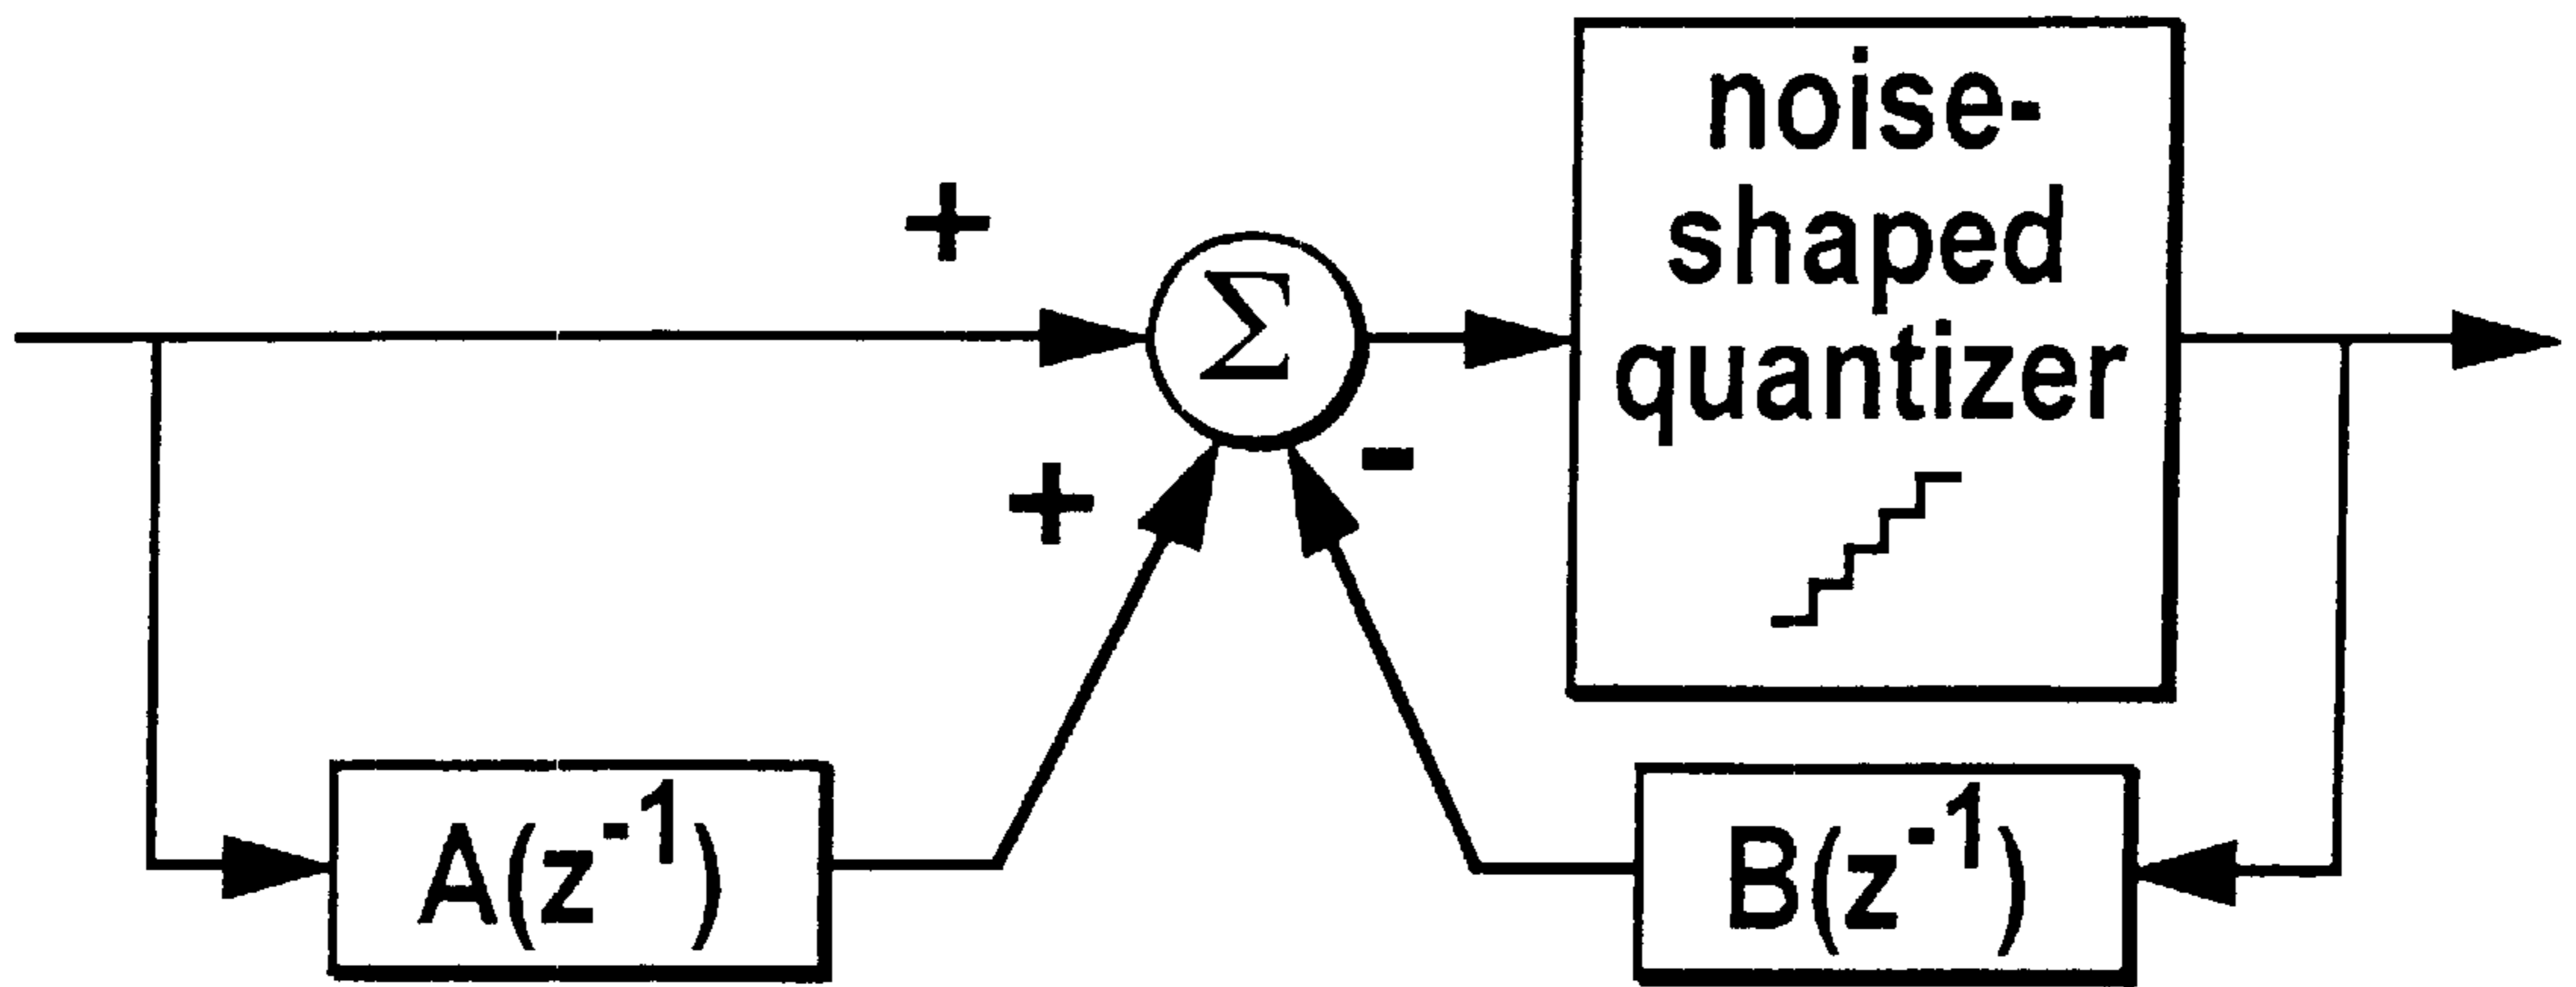 noise-
shaped
quantizer
+
Σ
+
-
A(z⁻¹)
B(z⁻¹)